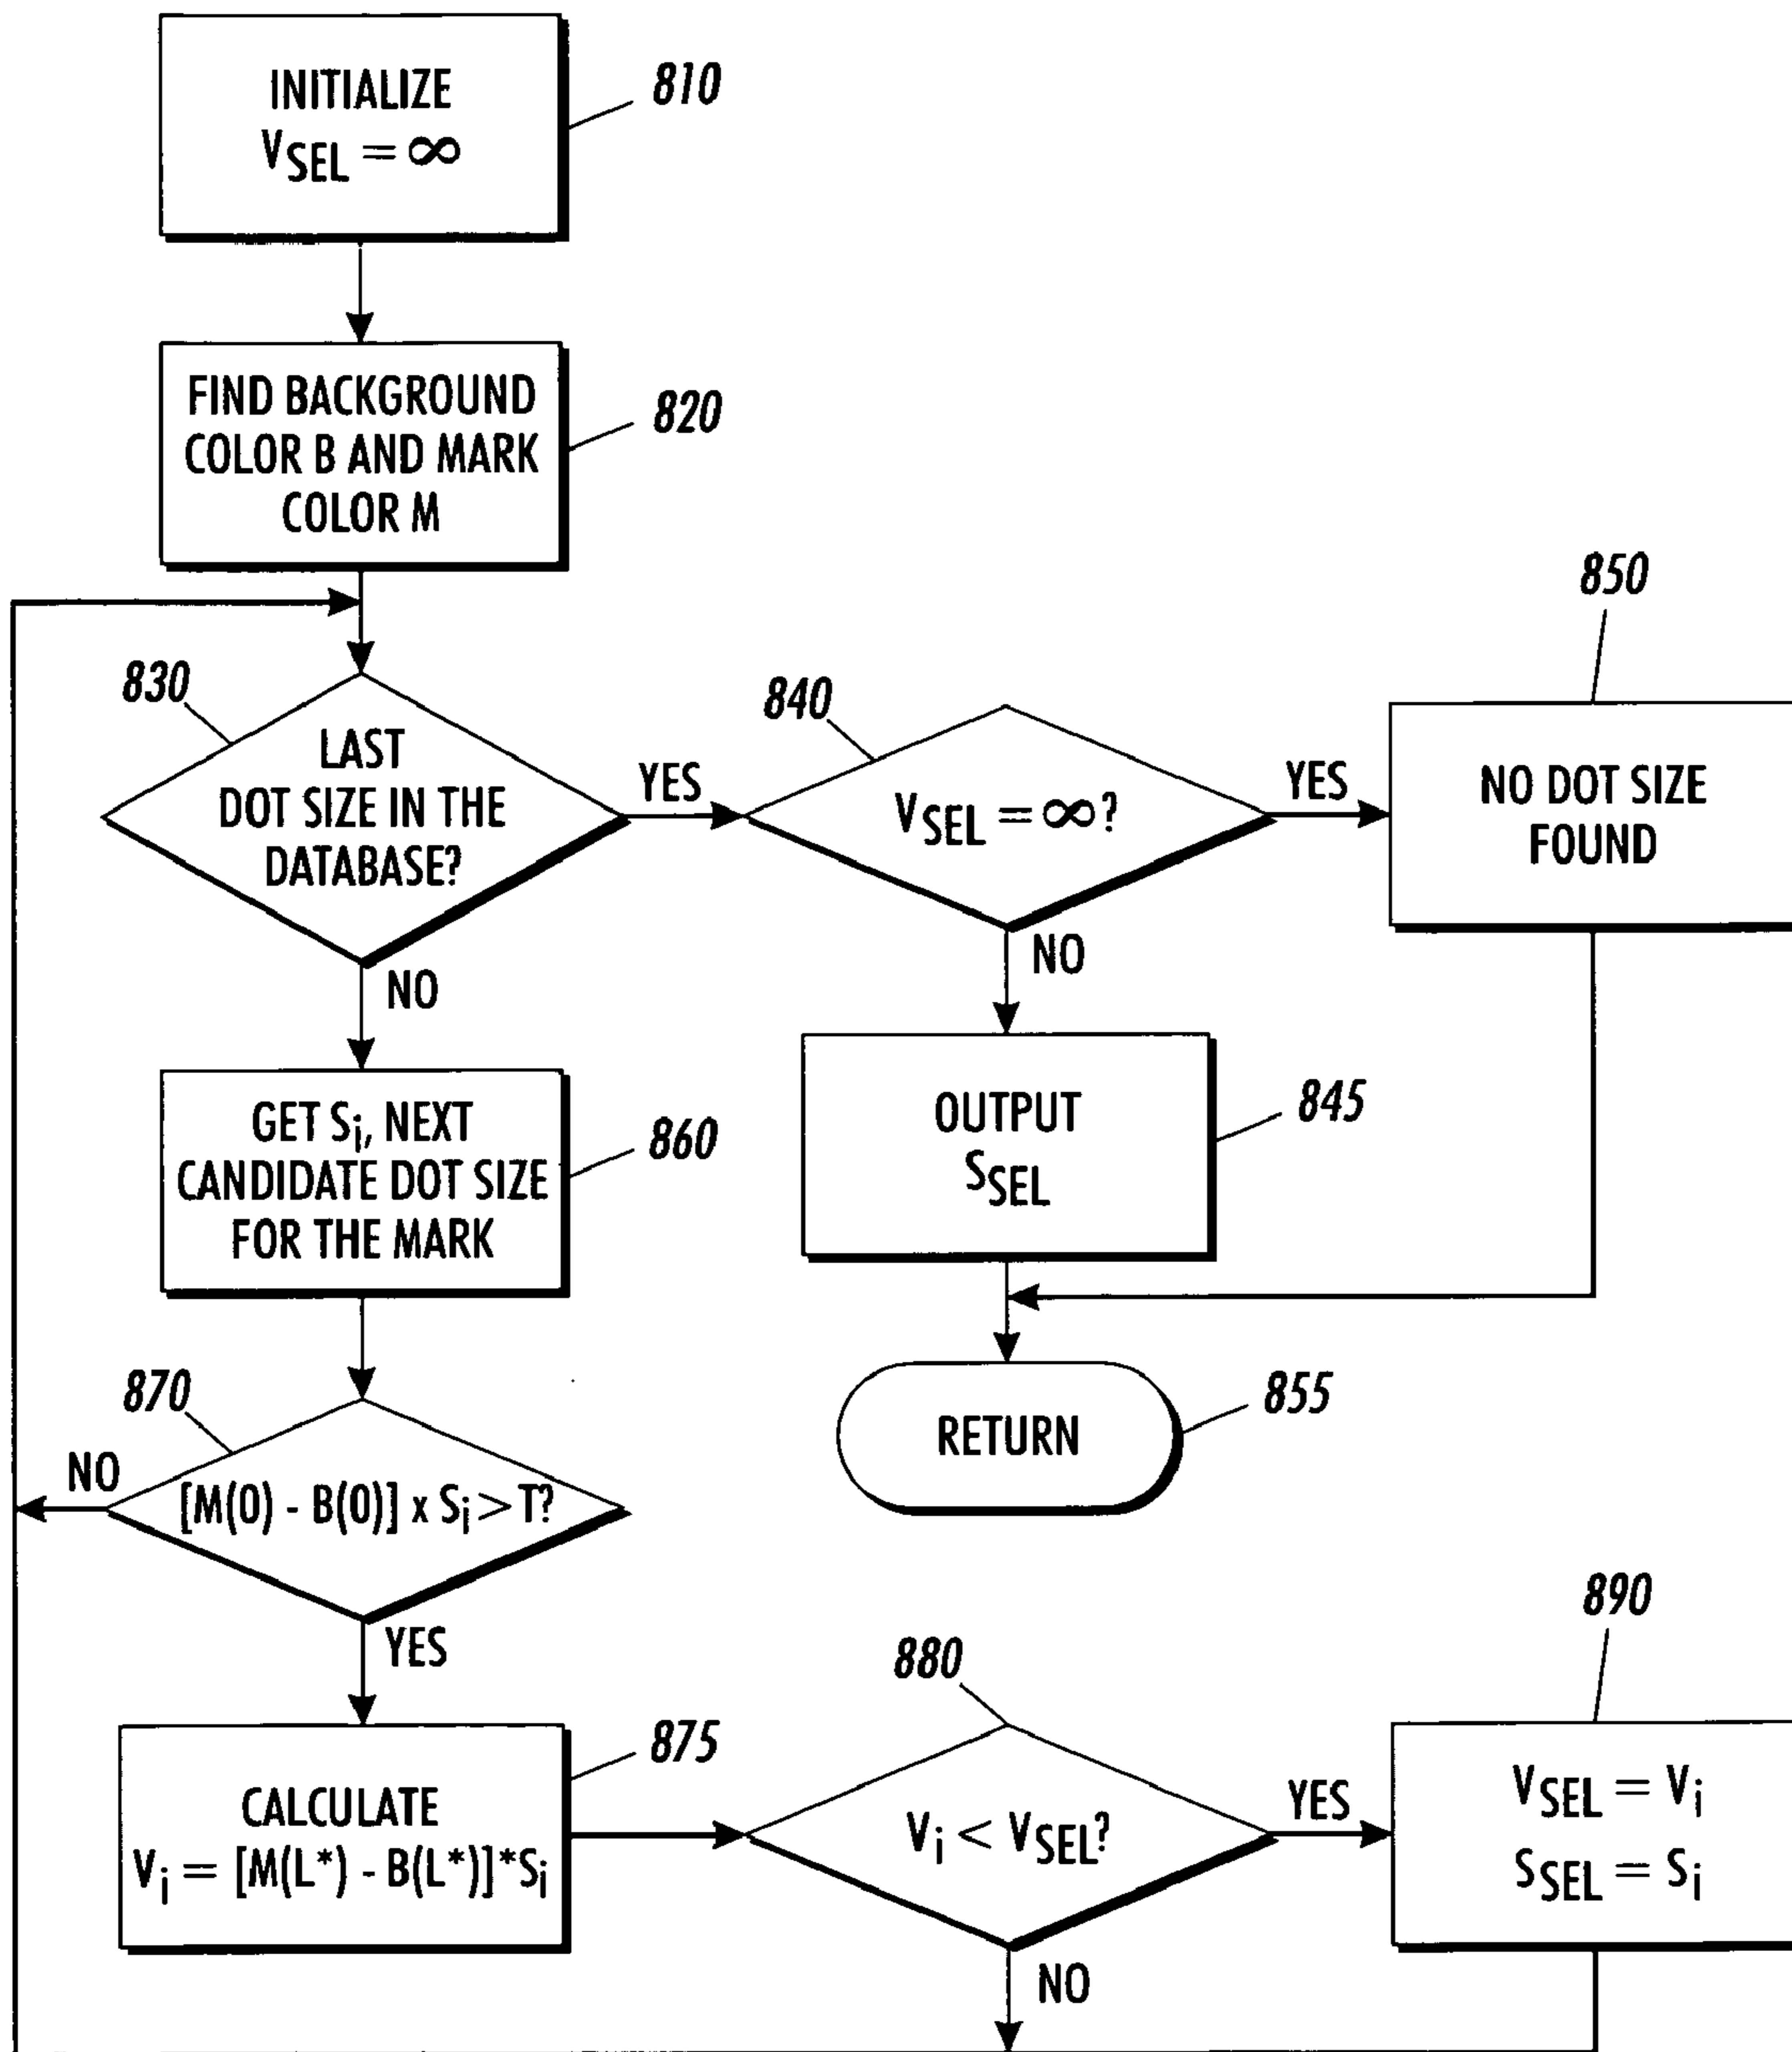 INITIALIZE
VSEL = ∞
810
FIND BACKGROUND
COLOR B AND MARK
COLOR M
820
830
LAST
DOT SIZE IN THE
DATABASE?
YES
NO
840
VSEL = ∞?
YES
NO
850
NO DOT SIZE
FOUND
GET Si, NEXT
CANDIDATE DOT SIZE
FOR THE MARK
860
OUTPUT
SSEL
845
RETURN
855
870
[M(0) - B(0)] x Si > T?
NO
YES
CALCULATE
Vi = [M(L*) - B(L*)]*Si
875
880
Vi < VSEL?
YES
NO
890
VSEL = Vi
SSEL = Si